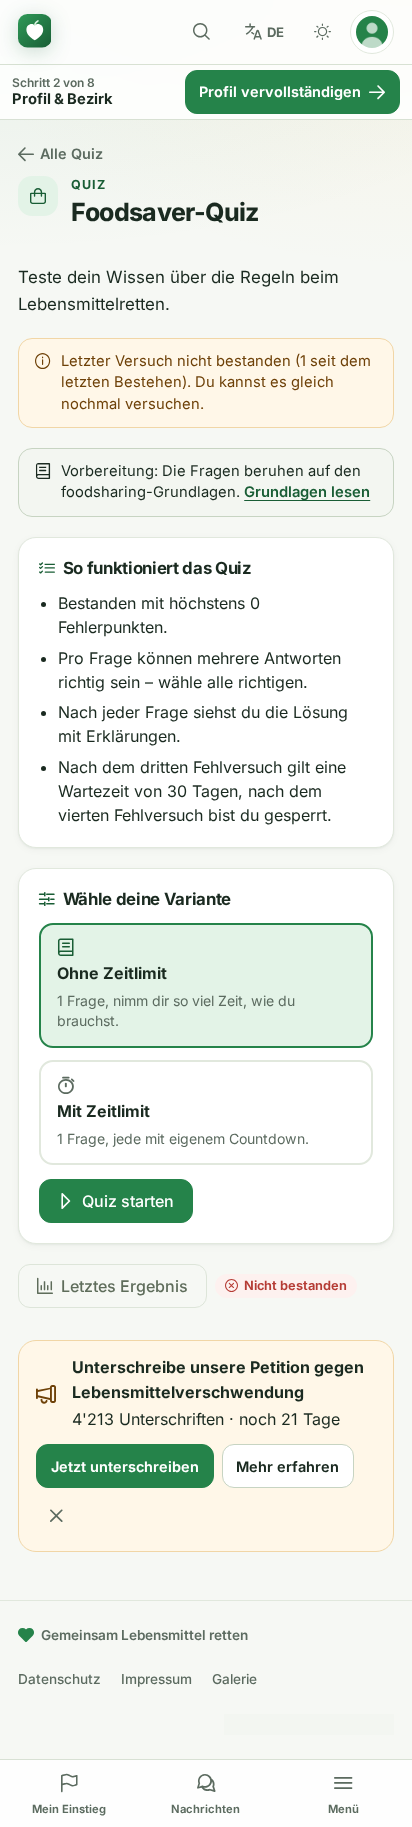 DE
Schritt 2 von 8
Profil & Bezirk
Profil vervollständigen
Alle Quiz
QUIZ
Foodsaver-Quiz
Teste dein Wissen über die Regeln beim
Lebensmittelretten.
Letzter Versuch nicht bestanden (1 seit dem
letzten Bestehen). Du kannst es gleich
nochmal versuchen.
Vorbereitung: Die Fragen beruhen auf den
foodsharing-Grundlagen. Grundlagen lesen
So funktioniert das Quiz
Bestanden mit höchstens 0
Fehlerpunkten.
Pro Frage können mehrere Antworten
richtig sein – wähle alle richtigen.
Nach jeder Frage siehst du die Lösung
mit Erklärungen.
Nach dem dritten Fehlversuch gilt eine
Wartezeit von 30 Tagen, nach dem
vierten Fehlversuch bist du gesperrt.
Wähle deine Variante
Ohne Zeitlimit
1 Frage, nimm dir so viel Zeit, wie du
brauchst.
Mit Zeitlimit
1 Frage, jede mit eigenem Countdown.
Quiz starten
Letztes Ergebnis
Nicht bestanden
Unterschreibe unsere Petition gegen
Lebensmittelverschwendung
4'213 Unterschriften · noch 21 Tage
Jetzt unterschreiben
Mehr erfahren
Gemeinsam Lebensmittel retten
Datenschutz Impressum Galerie
Mein Einstieg
Nachrichten
Menü